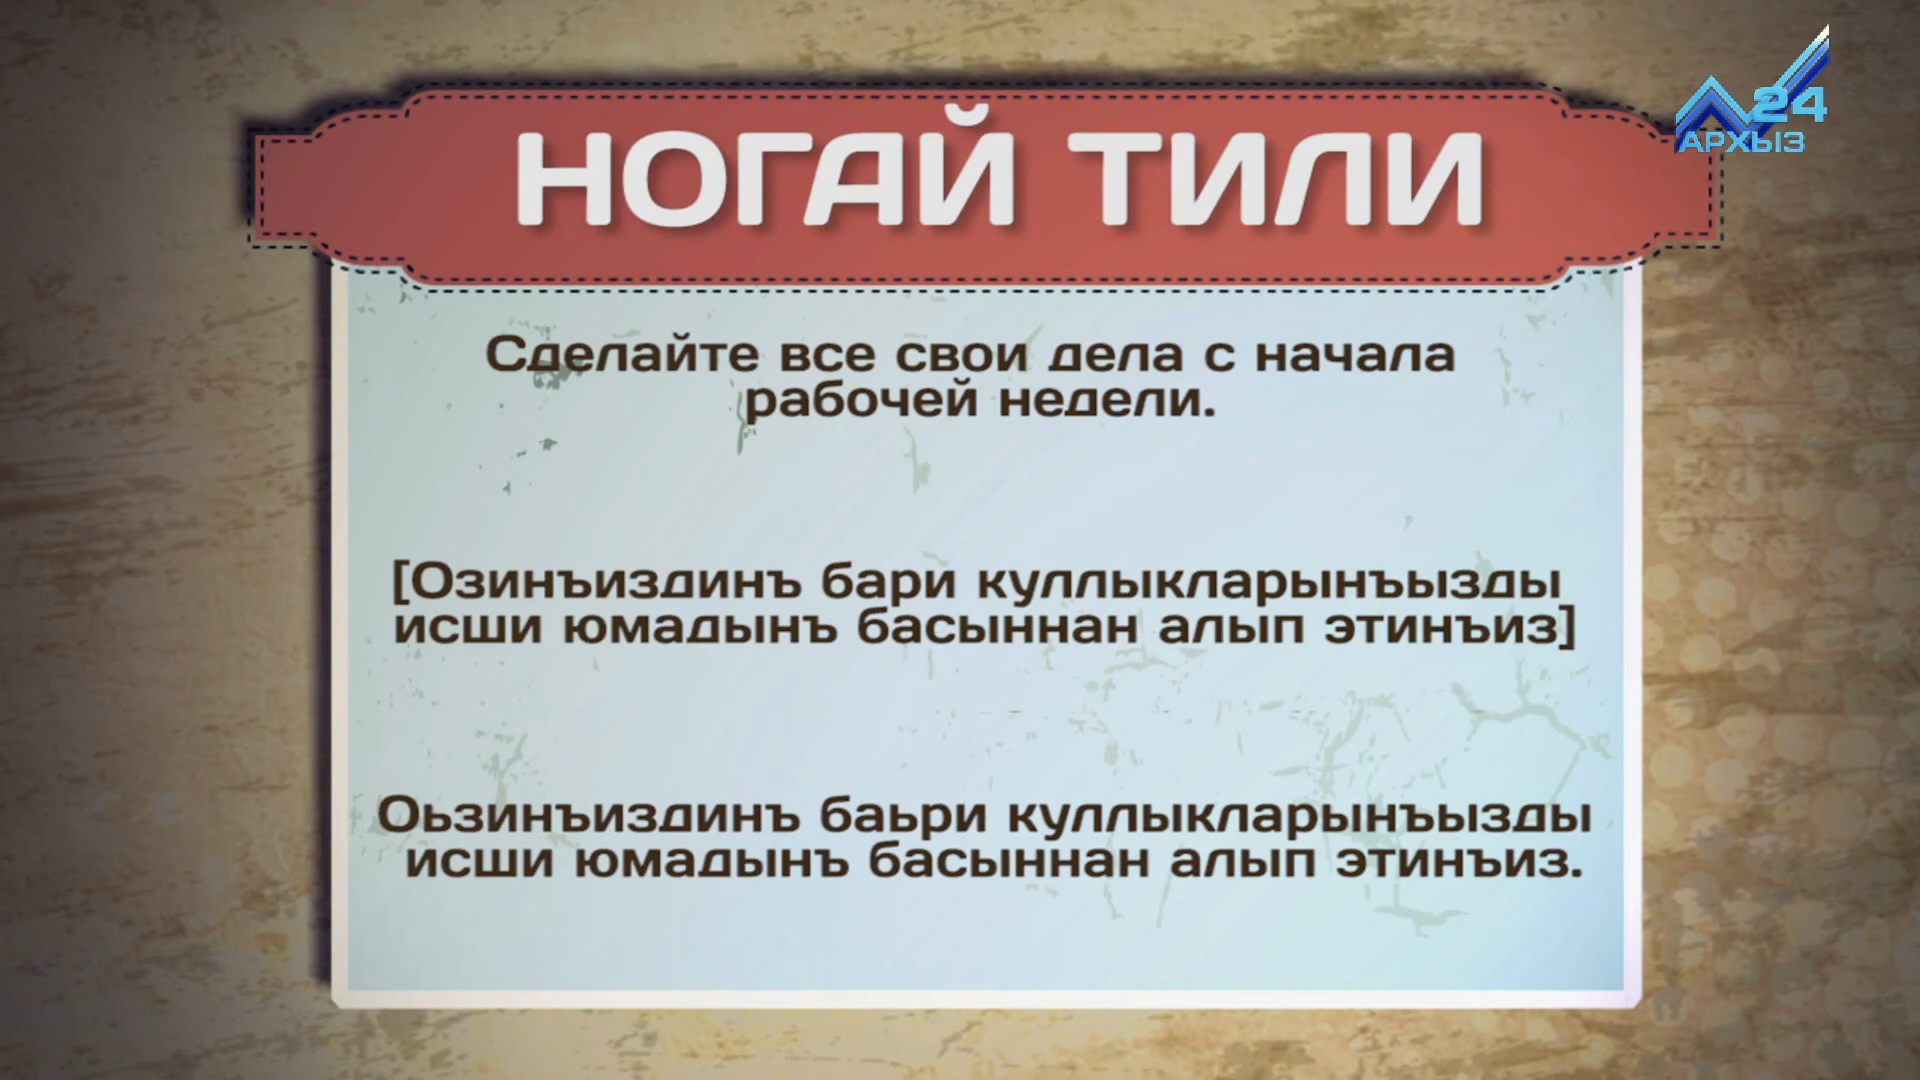 24
АРХЫЗ
НОГАЙ ТИЛИ
Сделайте все свои дела с начала
рабочей недели.
[Озинъиздинъ бари куллыкларынъызды
исши юмадынъ басыннан алып этинъиз]
Оьзинъиздинъ баьри куллыкларынъызды
исши юмадынъ басыннан алып этинъиз.